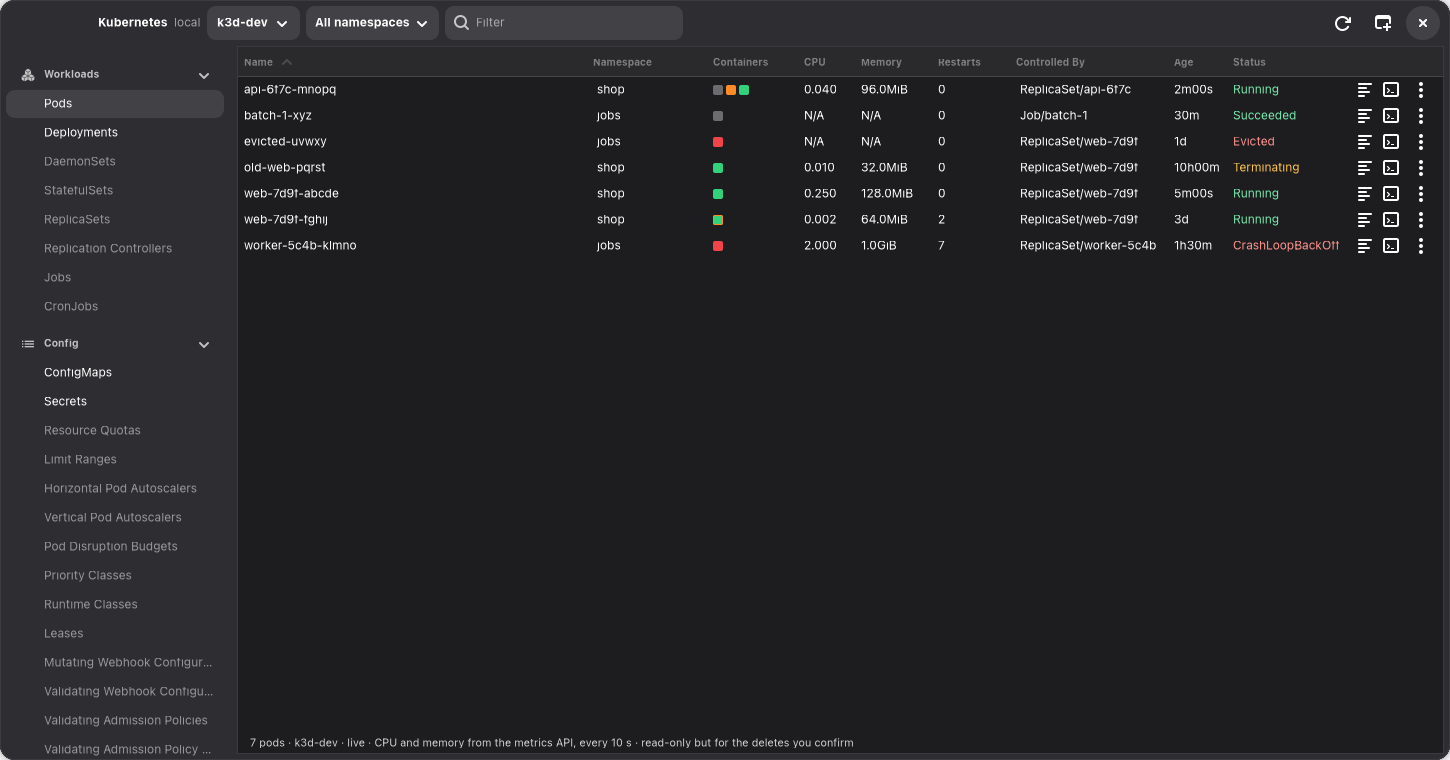 Kubernetes local k3d-dev All namespaces Filter
Workloads
Pods
Deployments
DaemonSets
StatefulSets
ReplicaSets
Replication Controllers
Jobs
CronJobs
Config
ConfigMaps
Secrets
Resource Quotas
Limit Ranges
Horizontal Pod Autoscalers
Vertical Pod Autoscalers
Pod Disruption Budgets
Priority Classes
Runtime Classes
Leases
Mutating Webhook Configur...
Validating Webhook Configu...
Validating Admission Policies
Validating Admission Policy ...
Name Namespace Containers CPU Memory Restarts Controlled By Age Status
api-6f7c-mnopq shop 0.040 96.0MiB 0 ReplicaSet/api-6f7c 2m00s Running
batch-1-xyz jobs N/A N/A 0 Job/batch-1 30m Succeeded
evicted-uvwxy jobs N/A N/A 0 ReplicaSet/web-7d9f 1d Evicted
old-web-pqrst shop 0.010 32.0MiB 0 ReplicaSet/web-7d9f 10h00m Terminating
web-7d9f-abcde shop 0.250 128.0MiB 0 ReplicaSet/web-7d9f 5m00s Running
web-7d9f-fghij shop 0.002 64.0MiB 2 ReplicaSet/web-7d9f 3d Running
worker-5c4b-klmno jobs 2.000 1.0GiB 7 ReplicaSet/worker-5c4b 1h30m CrashLoopBackOff
7 pods · k3d-dev · live · CPU and memory from the metrics API, every 10 s · read-only but for the deletes you confirm